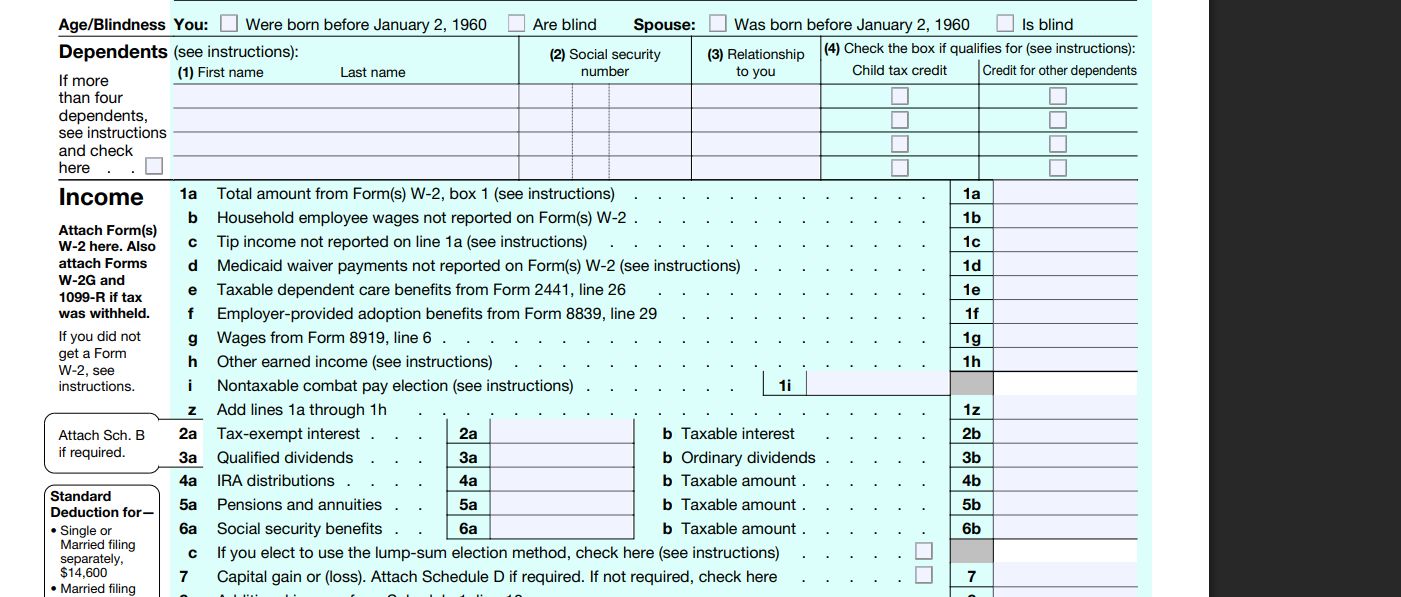 Age/Blindness You: Were born before January 2, 1960 Are blind Spouse: Was born before January 2, 1960 Is blind
Dependents (see instructions):
(1) First name Last name
(2) Social security number
(3) Relationship to you
(4) Check the box if qualifies for (see instructions):
Child tax credit Credit for other dependents
If more
than four
dependents,
see instructions
and check
here . .
Income
Attach Form(s)
W-2 here. Also
attach Forms
W-2G and
1099-R if tax
was withheld.
If you did not
get a Form
W-2, see
instructions.
1a Total amount from Form(s) W-2, box 1 (see instructions) . . . . . . . . . . . . . 1a
b Household employee wages not reported on Form(s) W-2 . . . . . . . . . . . . . 1b
c Tip income not reported on line 1a (see instructions) . . . . . . . . . . . . . . 1c
d Medicaid waiver payments not reported on Form(s) W-2 (see instructions) . . . . . . . . 1d
e Taxable dependent care benefits from Form 2441, line 26 . . . . . . . . . . . . 1e
f Employer-provided adoption benefits from Form 8839, line 29 . . . . . . . . . . . 1f
g Wages from Form 8919, line 6 . . . . . . . . . . . . . . . . . . . . . 1g
h Other earned income (see instructions) . . . . . . . . . . . . . . . . . . 1h
i Nontaxable combat pay election (see instructions) . . . . . . . 1i
z Add lines 1a through 1h . . . . . . . . . . . . . . . . . . . . . . 1z
Attach Sch. B
if required.
2a Tax-exempt interest . . . 2a b Taxable interest . . . . . 2b
3a Qualified dividends . . . 3a b Ordinary dividends . . . . . 3b
4a IRA distributions . . . . 4a b Taxable amount . . . . . . 4b
5a Pensions and annuities . . 5a b Taxable amount . . . . . . 5b
6a Social security benefits . . 6a b Taxable amount . . . . . . 6b
c If you elect to use the lump-sum election method, check here (see instructions) . . . . .
7 Capital gain or (loss). Attach Schedule D if required. If not required, check here . . . . 7
Standard
Deduction for—
• Single or
Married filing
separately,
$14,600
• Married filing